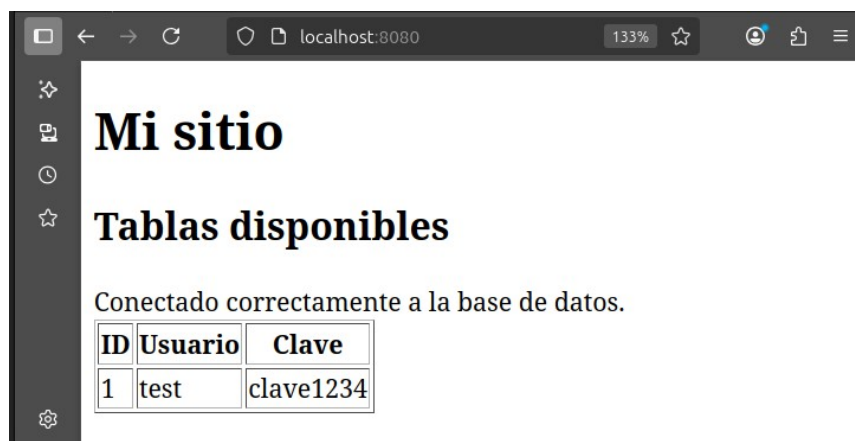 localhost:8080
133%
Mi sitio
Tablas disponibles
Conectado correctamente a la base de datos.
ID Usuario Clave
1 test clave1234